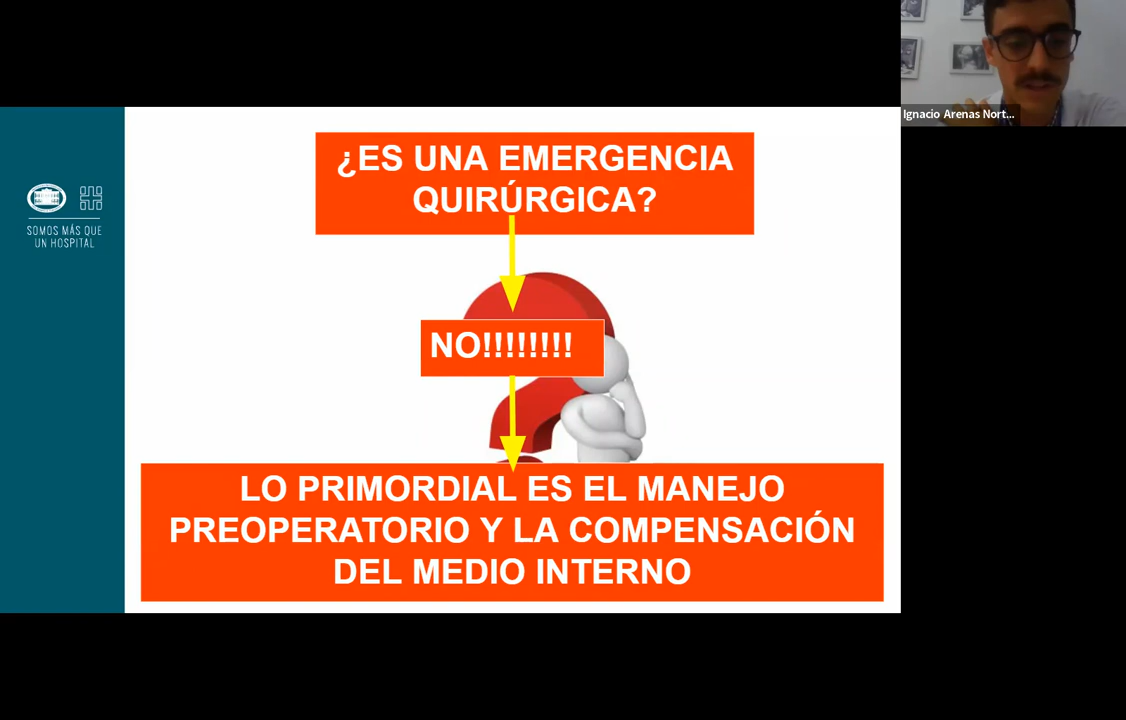 Ignacio Arenas Nort...
SOMOS MÁS QUE
UN HOSPITAL
¿ES UNA EMERGENCIA
QUIRÚRGICA?
NO!!!!!!!!
LO PRIMORDIAL ES EL MANEJO
PREOPERATORIO Y LA COMPENSACIÓN
DEL MEDIO INTERNO